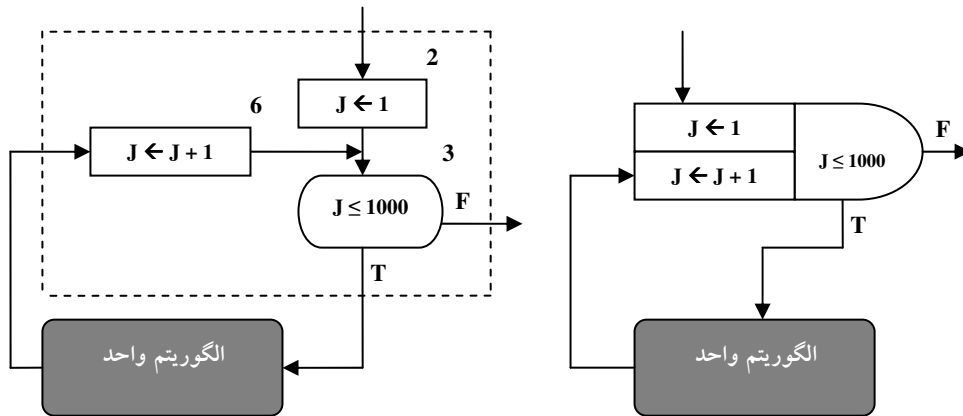 2
J ← 1
6
J ← J + 1
3
J ≤ 1000
F
T
الگوریتم واحد
J ← 1
J ← J + 1
J ≤ 1000
F
T
الگوریتم واحد